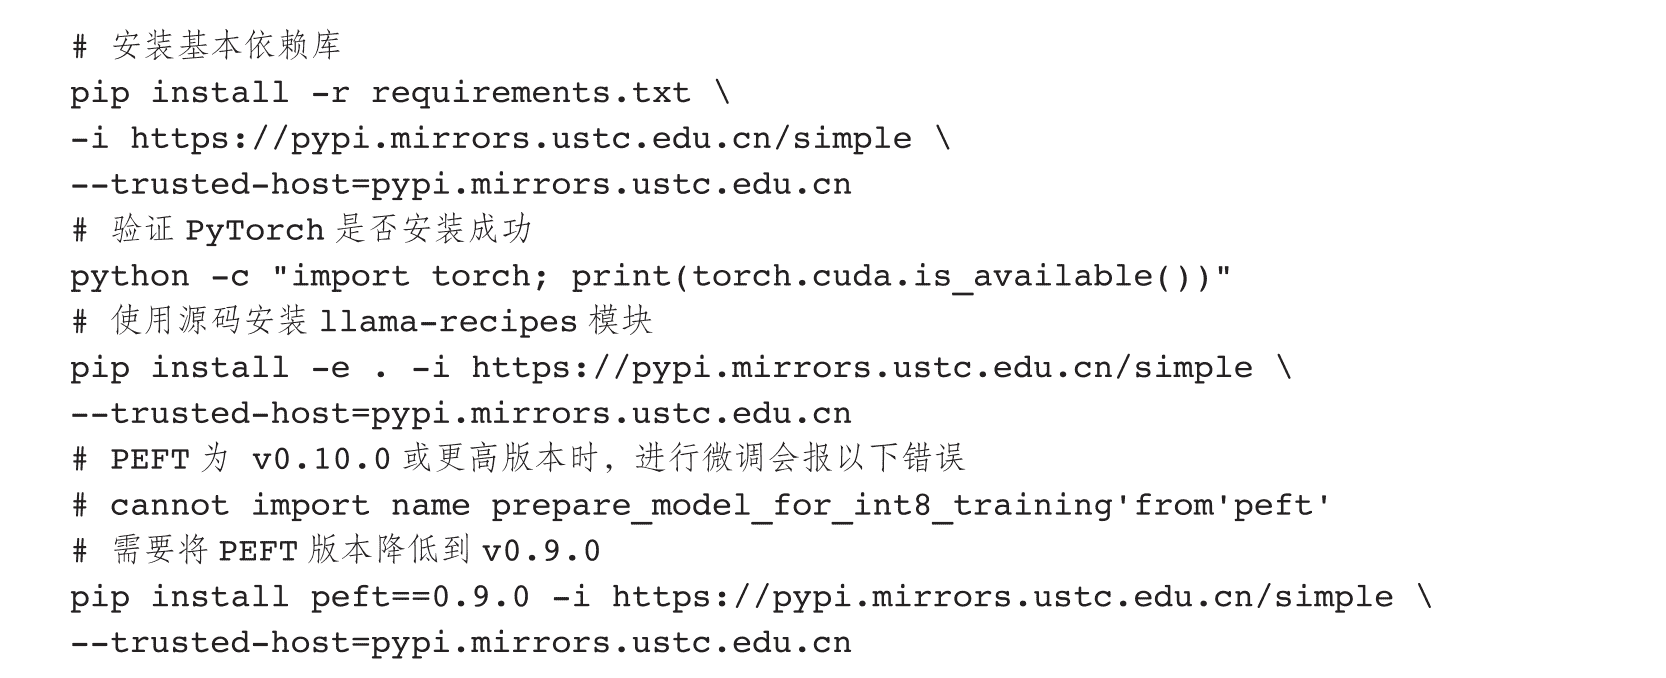 # 安装基本依赖库
pip install -r requirements.txt \
-i https://pypi.mirrors.ustc.edu.cn/simple \
--trusted-host=pypi.mirrors.ustc.edu.cn
# 验证 PyTorch 是否安装成功
python -c "import torch; print(torch.cuda.is_available())"
# 使用源码安装 llama-recipes 模块
pip install -e . -i https://pypi.mirrors.ustc.edu.cn/simple \
--trusted-host=pypi.mirrors.ustc.edu.cn
# PEFT 为 v0.10.0 或更高版本时，进行微调会报以下错误
# cannot import name prepare_model_for_int8_training'from'peft'
# 需要将 PEFT 版本降低到 v0.9.0
pip install peft==0.9.0 -i https://pypi.mirrors.ustc.edu.cn/simple \
--trusted-host=pypi.mirrors.ustc.edu.cn